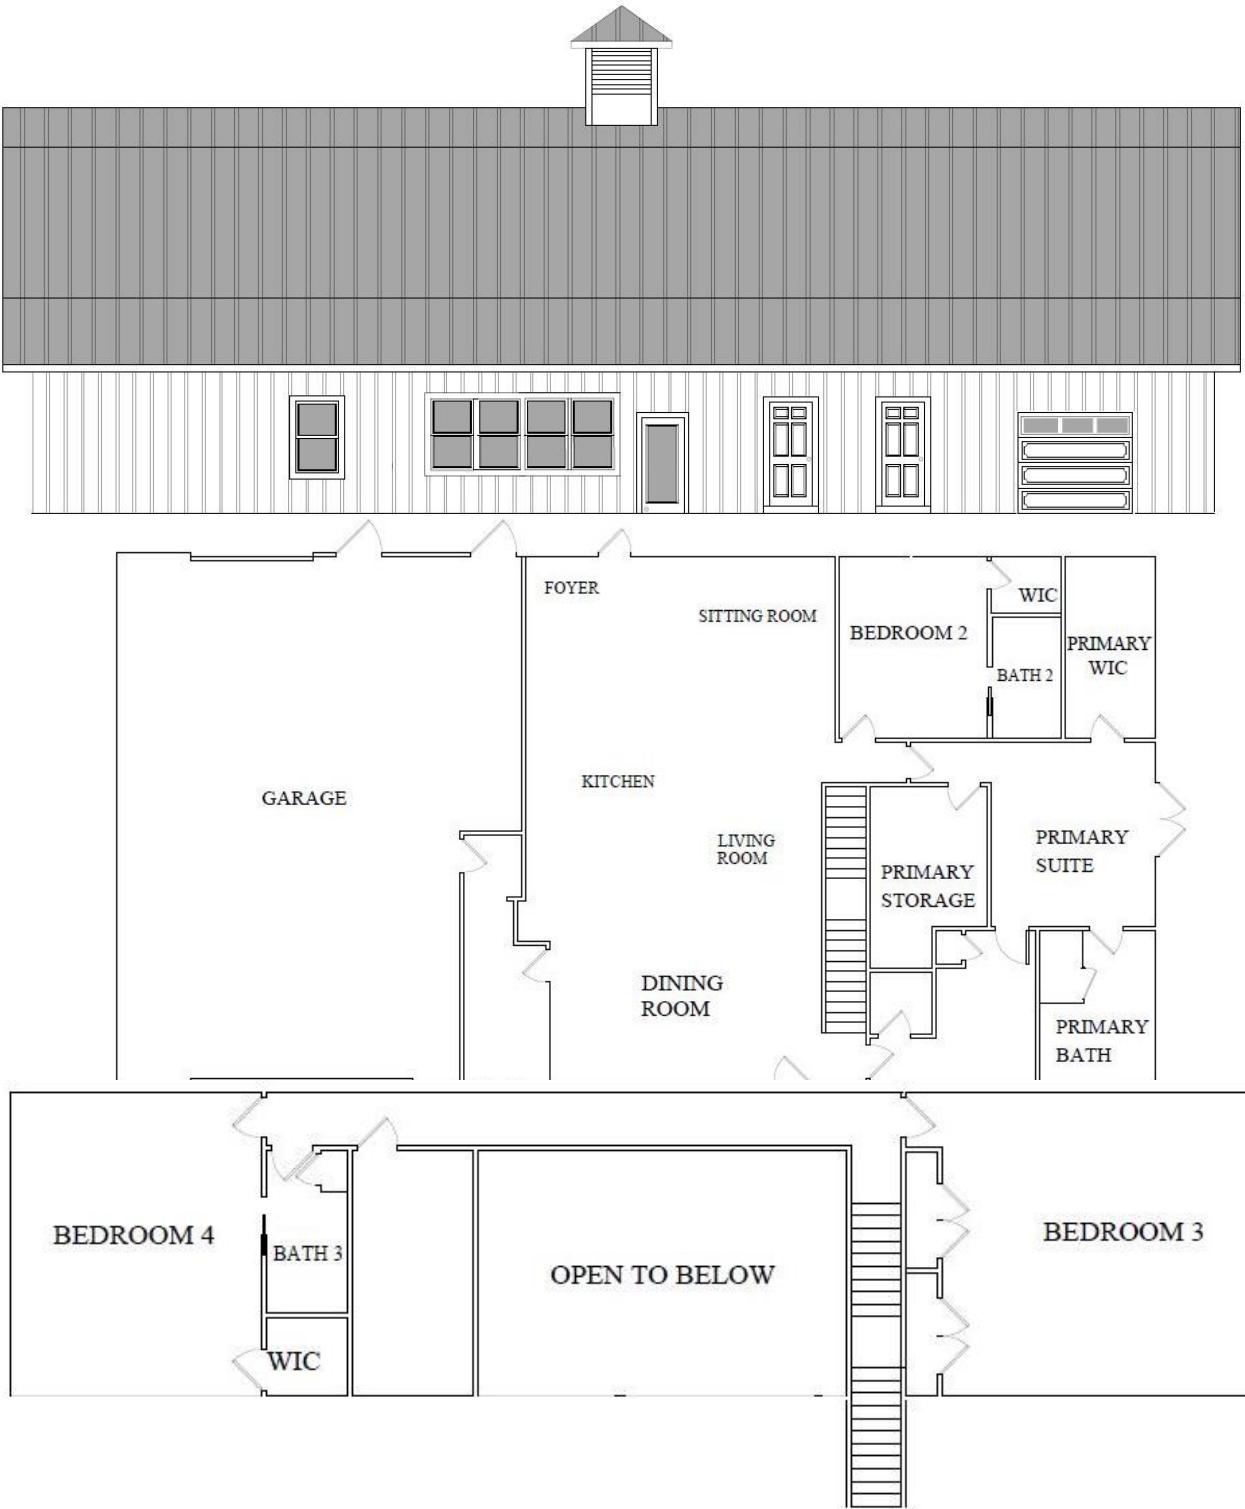 FOYER
SITTING ROOM
WIC
BEDROOM 2
PRIMARY
WIC
BATH 2
KITCHEN
GARAGE
LIVING
ROOM
PRIMARY
SUITE
PRIMARY
STORAGE
DINING
ROOM
PRIMARY
BATH
BEDROOM 4
BATH 3
OPEN TO BELOW
BEDROOM 3
WIC